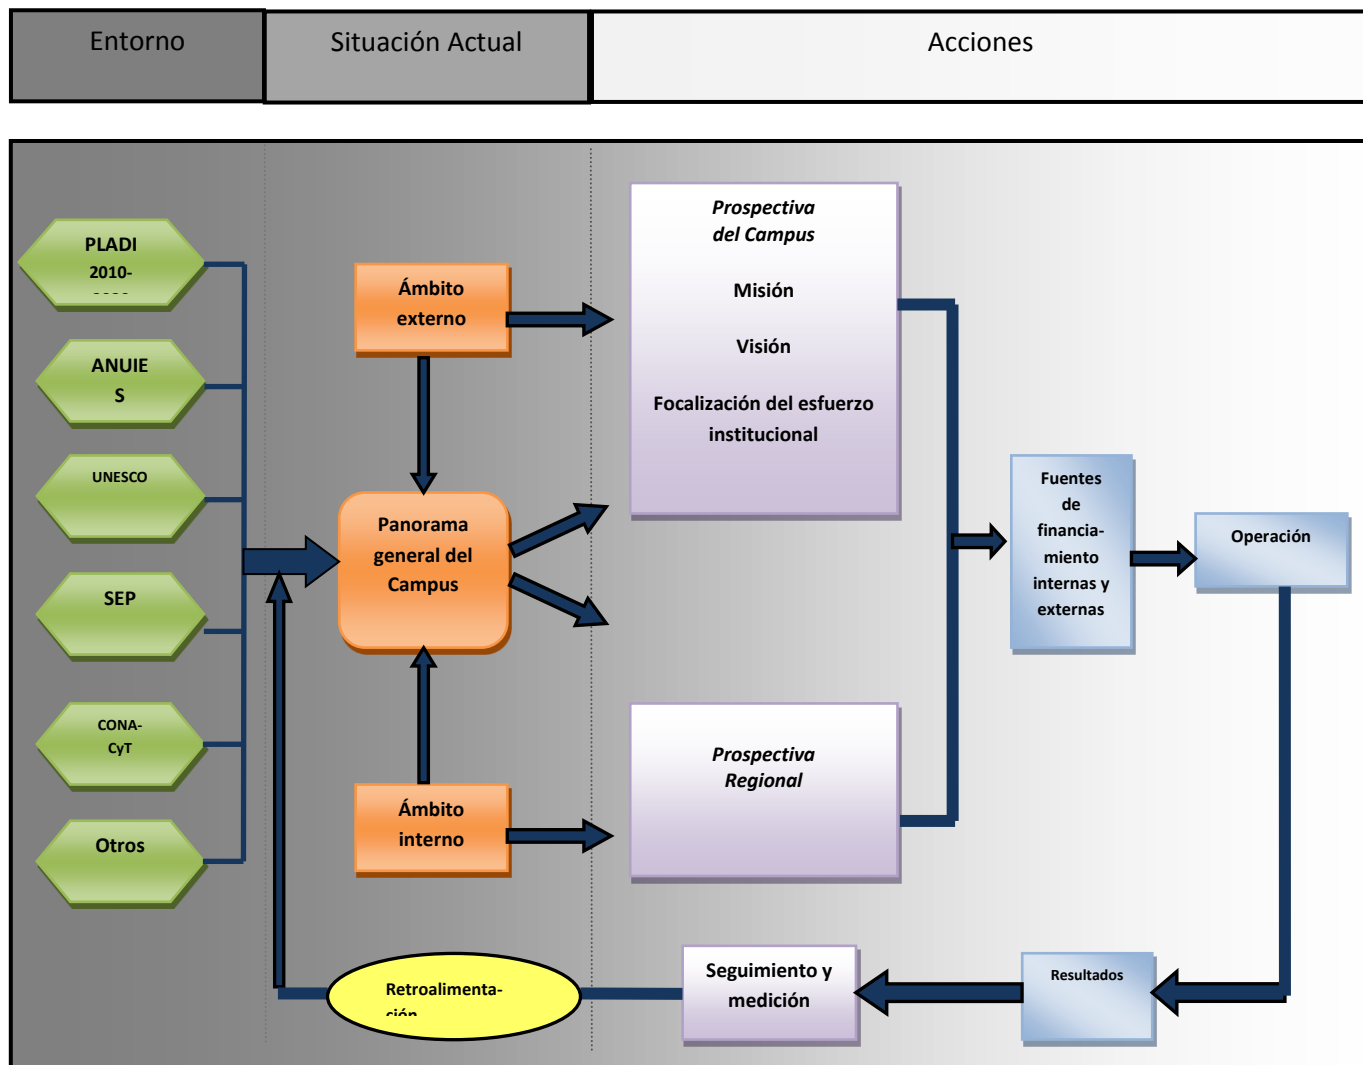 Entorno
Situación Actual
Acciones
PLADI
2010-
ANUIE
S
UNESCO
SEP
CONA-
CyT
Otros
Ámbito
externo
Panorama
general del
Campus
Ámbito
interno
Prospectiva
del Campus
Misión
Visión
Focalización del esfuerzo
institucional
Prospectiva
Regional
Fuentes
de
financia-
miento
internas y
externas
Operación
Resultados
Seguimiento y
medición
Retroalimenta-
ción